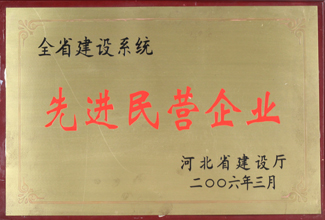 全省建设系统
先进民营企业
河北省建设厅
二〇〇六年三月